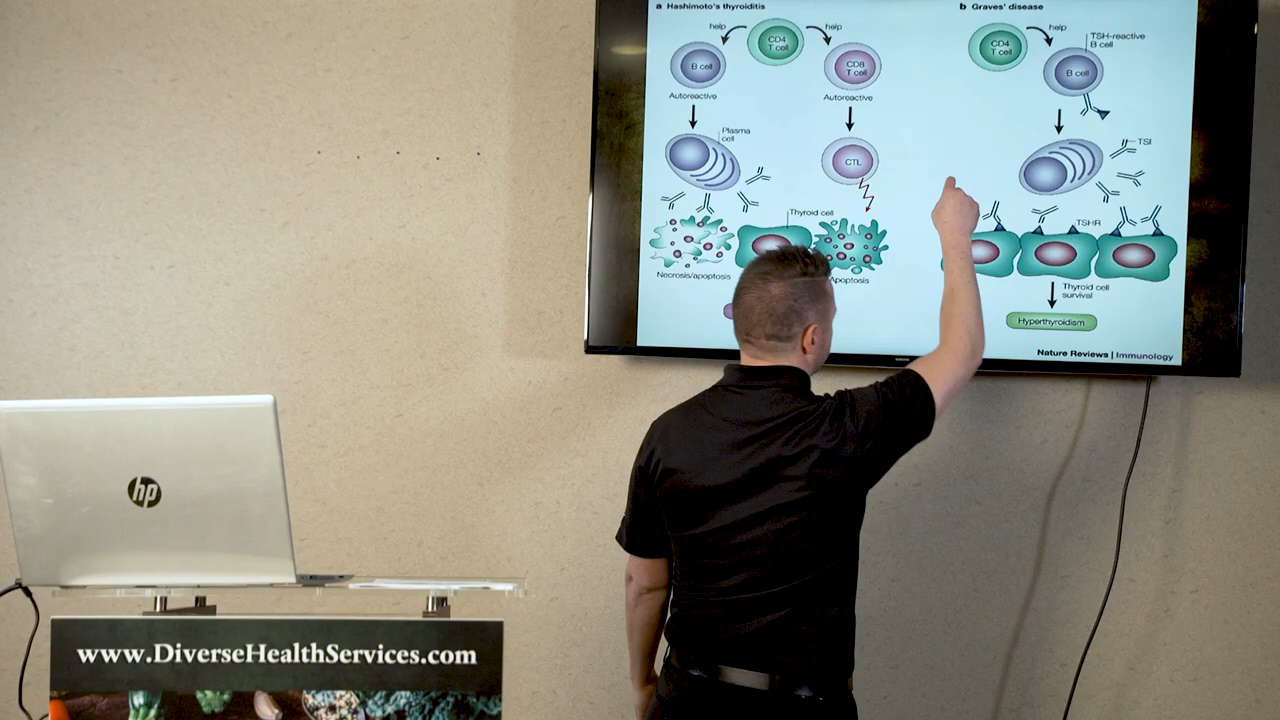 a Hashimoto's thyroiditis
b Graves' disease
help
help
help
CD4
T cell
B cell
CD8
T cell
CD4
T cell
TSH-reactive
B cell
B cell
Autoreactive
Autoreactive
Plasma
cell
CTL
TSI
Thyroid cell
TSHR
Necrosis/apoptosis
Apoptosis
Thyroid cell
survival
Hyperthyroidism
Nature Reviews | Immunology
hp
www.DiverseHealthServices.com